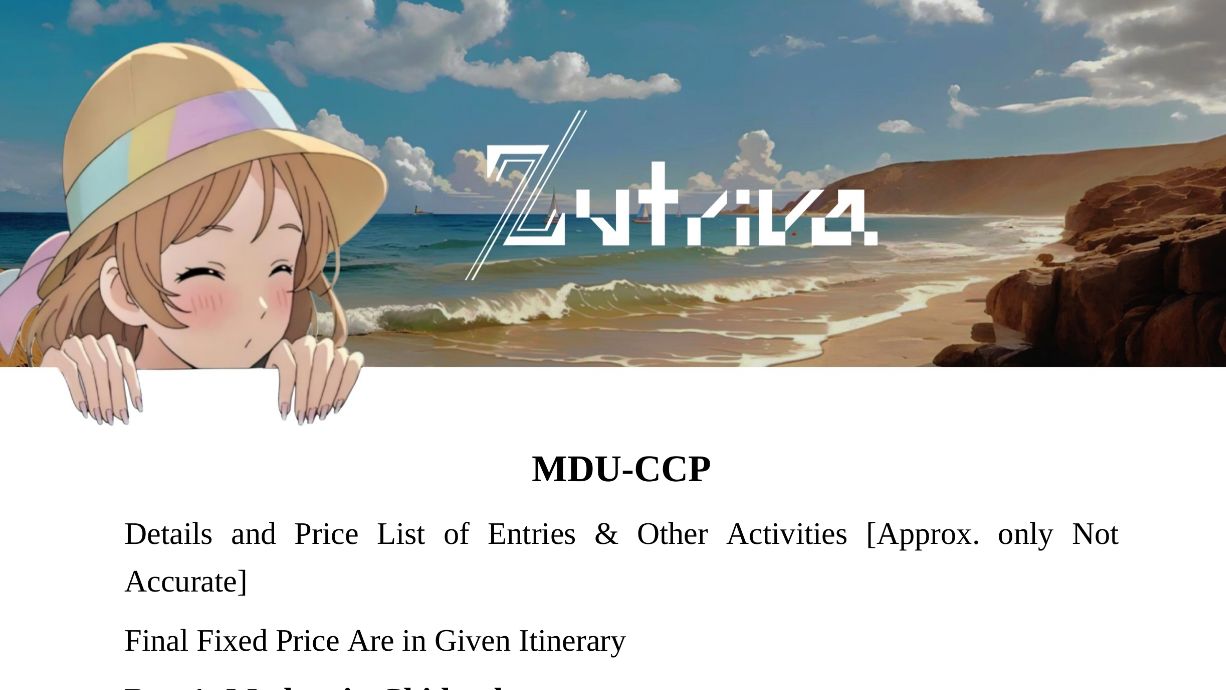 Zutriva
MDU-CCP
Details and Price List of Entries & Other Activities [Approx. only Not
Accurate]
Final Fixed Price Are in Given Itinerary